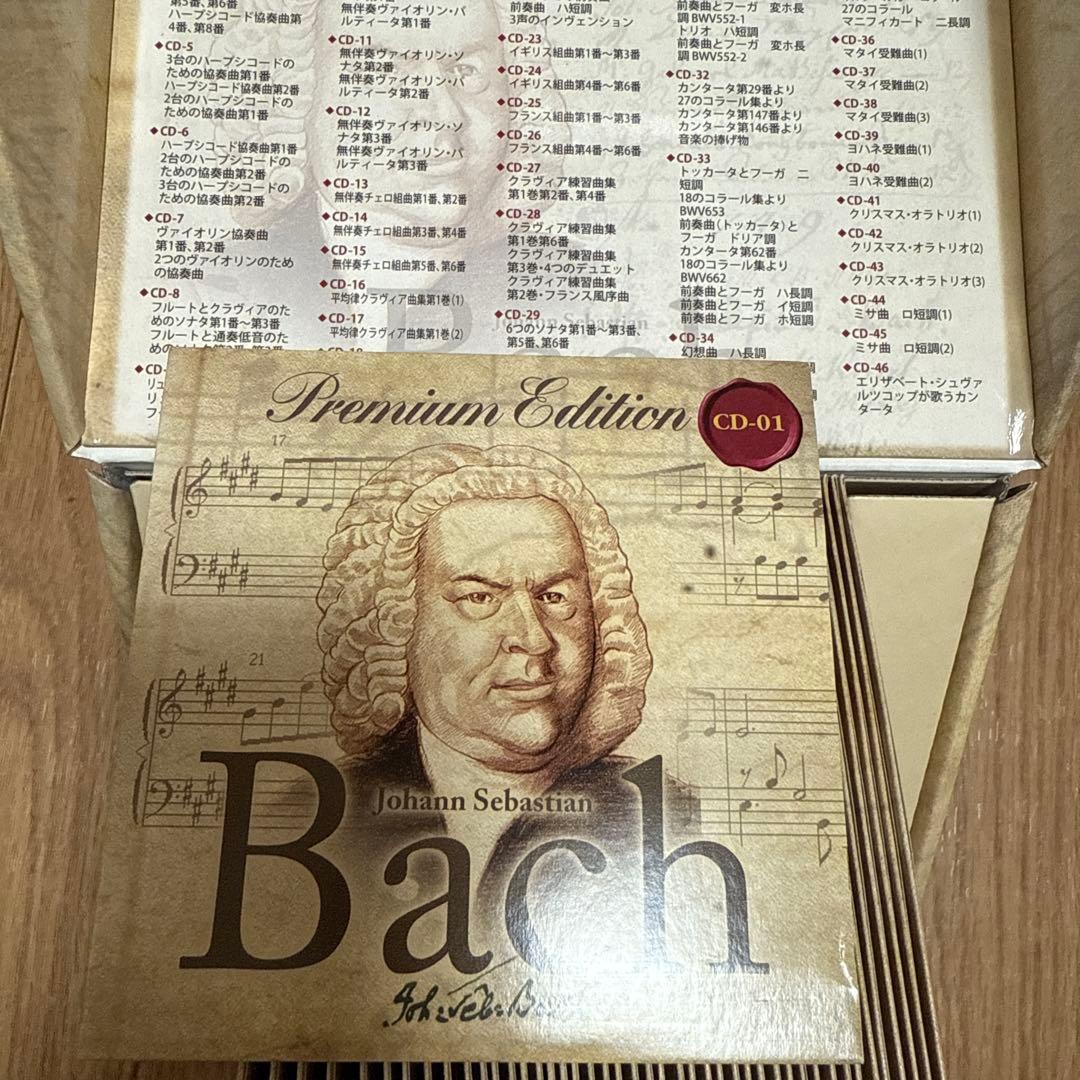 第5番、第6番
ハープシコード協奏曲第
4番、第8番
◆CD-5
3台のハープシコードの
ための協奏曲第1番
ハープシコード協奏曲第2番
2台のハープシコードの
ための協奏曲第1番
◆CD-6
ハープシコード協奏曲第1番
2台のハープシコードの
ための協奏曲第2番
3台のハープシコードの
ための協奏曲第2番
◆CD-7
ヴァイオリン協奏曲
第1番、第2番
2つのヴァイオリンのため
の協奏曲
◆CD-8
フルートとクラヴィアのた
めのソナタ第1番〜第3番
フルートと通奏低音のた
◆CD-
無伴奏ヴァイオリン・パ
ルティータ第1番
◆CD-11
無伴奏ヴァイオリン・ソ
ナタ第2番
無伴奏ヴァイオリン・パ
ルティータ第2番
◆CD-12
無伴奏ヴァイオリン・ソ
ナタ第3番
無伴奏ヴァイオリン・パ
ルティータ第3番
◆CD-13
無伴奏チェロ組曲第1番、第2番
◆CD-14
無伴奏チェロ組曲第3番、第4番
◆CD-15
無伴奏チェロ組曲第5番、第6番
◆CD-16
平均律クラヴィア曲集第1巻(1)
◆CD-17
平均律クラヴィア曲集第1巻(2)
前奏曲 ハ短調
3声のインヴェンション
◆CD-23
イギリス組曲第1番〜第3番
◆CD-24
イギリス組曲第4番〜第6番
◆CD-25
フランス組曲第1番〜第3番
◆CD-26
フランス組曲第4番〜第6番
◆CD-27
クラヴィア練習曲集
第1巻第2番、第4番
◆CD-28
クラヴィア練習曲集
第1巻第6番
クラヴィア練習曲集
第3巻・4つのデュエット
クラヴィア練習曲集
第2巻・フランス風序曲
◆CD-29
6つのソナタ第1番〜第3番、
第5番、第6番
前奏曲とフーガ 変ホ長
調 BWV552-1
トリオ ハ短調
前奏曲とフーガ 変ホ長
調 BWV552-2
◆CD-32
カンタータ第29番より
27のコラール集より
カンタータ第147番より
カンタータ第146番より
音楽の捧げ物
◆CD-33
トッカータとフーガ ニ
短調
18のコラール集より
BWV653
前奏曲(トッカータ)と
フーガ ドリア調
カンタータ第62番
18のコラール集より
BWV662
前奏曲とフーガ ハ長調
前奏曲とフーガ イ短調
前奏曲とフーガ ホ短調
◆CD-34
幻想曲 ハ長調
27のコラール
マニフィカート ニ長調
◆CD-36
マタイ受難曲(1)
◆CD-37
マタイ受難曲(2)
◆CD-38
マタイ受難曲(3)
◆CD-39
ヨハネ受難曲(1)
◆CD-40
ヨハネ受難曲(2)
◆CD-41
クリスマス・オラトリオ(1)
◆CD-42
クリスマス・オラトリオ(2)
◆CD-43
クリスマス・オラトリオ(3)
◆CD-44
ミサ曲 ロ短調(1)
◆CD-45
ミサ曲 ロ短調(2)
◆CD-46
エリザベート・シュヴァ
ルツコップが歌うカン
タータ
Johann Sebastian
Premium Edition
CD-01
17
21
Johann Sebastian
Bach